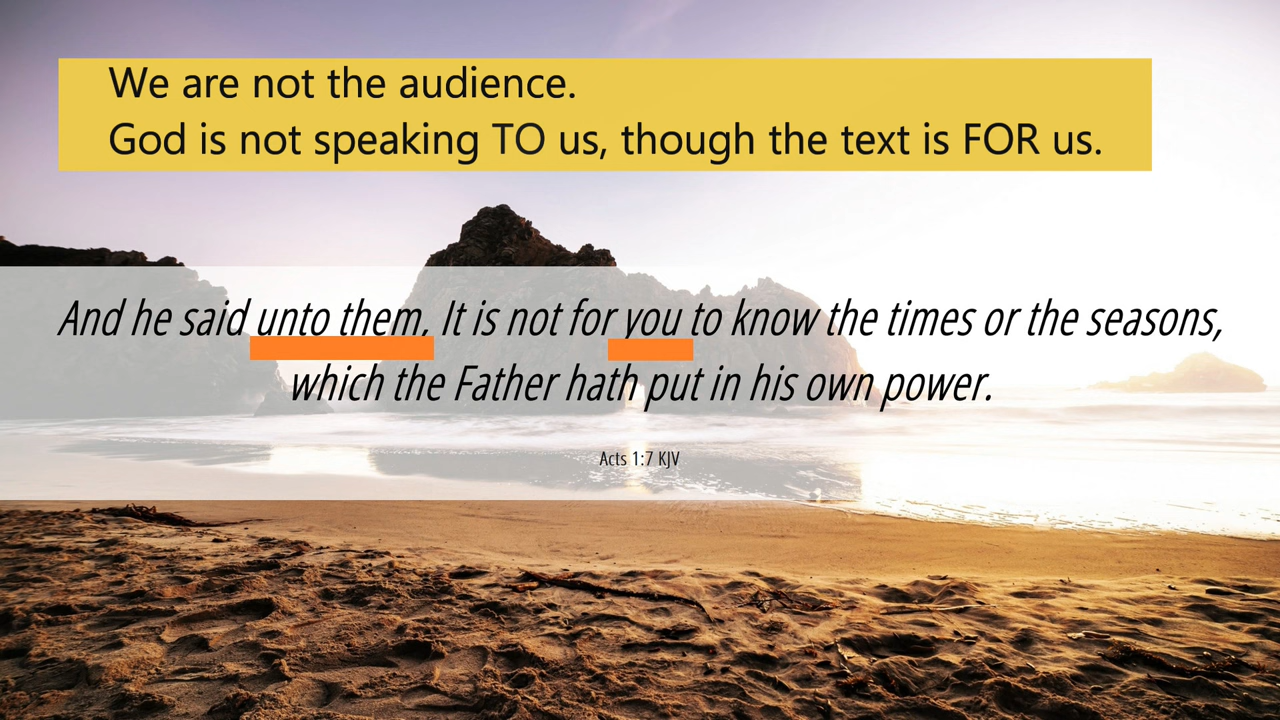 We are not the audience.
God is not speaking TO us, though the text is FOR us.
And he said unto them, It is not for you to know the times or the seasons,
which the Father hath put in his own power.
Acts 1:7 KJV